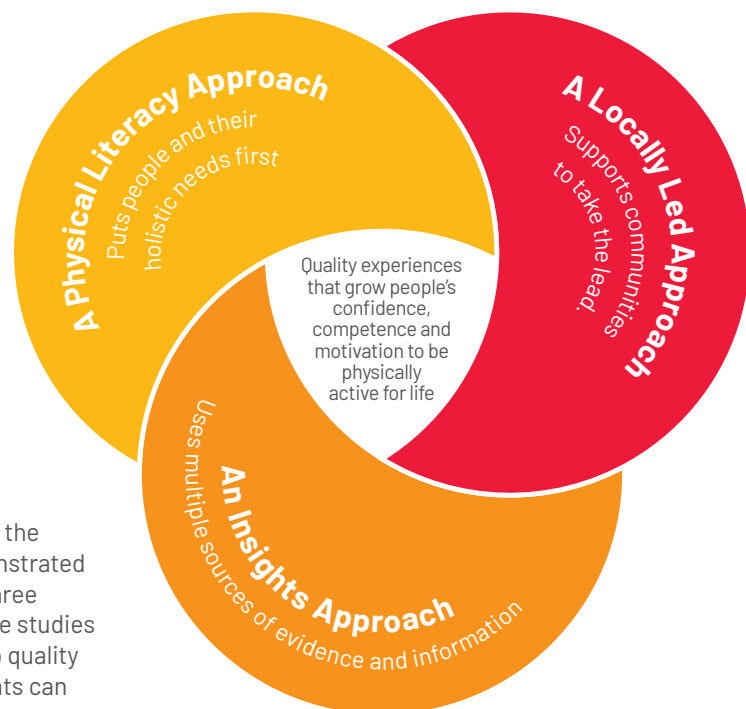 A Physical Literacy Approach
Puts people and their
holistic needs first
A Locally Led Approach
Supports communities
to take the lead.
Quality experiences
that grow people's
confidence,
competence and
motivation to be
physically
active for life
An Insights Approach
Uses multiple sources of evidence and information
the
nstrated
ree
e studies
o quality
nts can